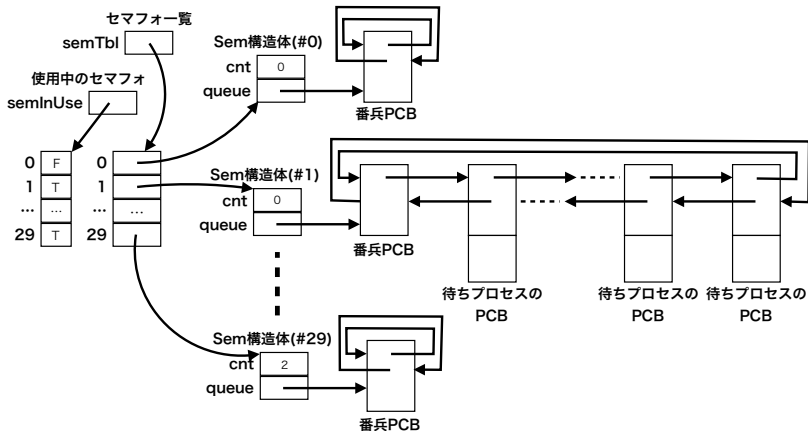 セマフォ一覧
semTbl
使用中のセマフォ
semInUse
0 F
1 T
... ...
29 T
0
1
... ...
29
Sem構造体(#0)
cnt 0
queue
番兵PCB
Sem構造体(#1)
cnt 0
queue
番兵PCB
待ちプロセスの
PCB
待ちプロセスの
PCB
待ちプロセスの
PCB
Sem構造体(#29)
cnt 2
queue
番兵PCB